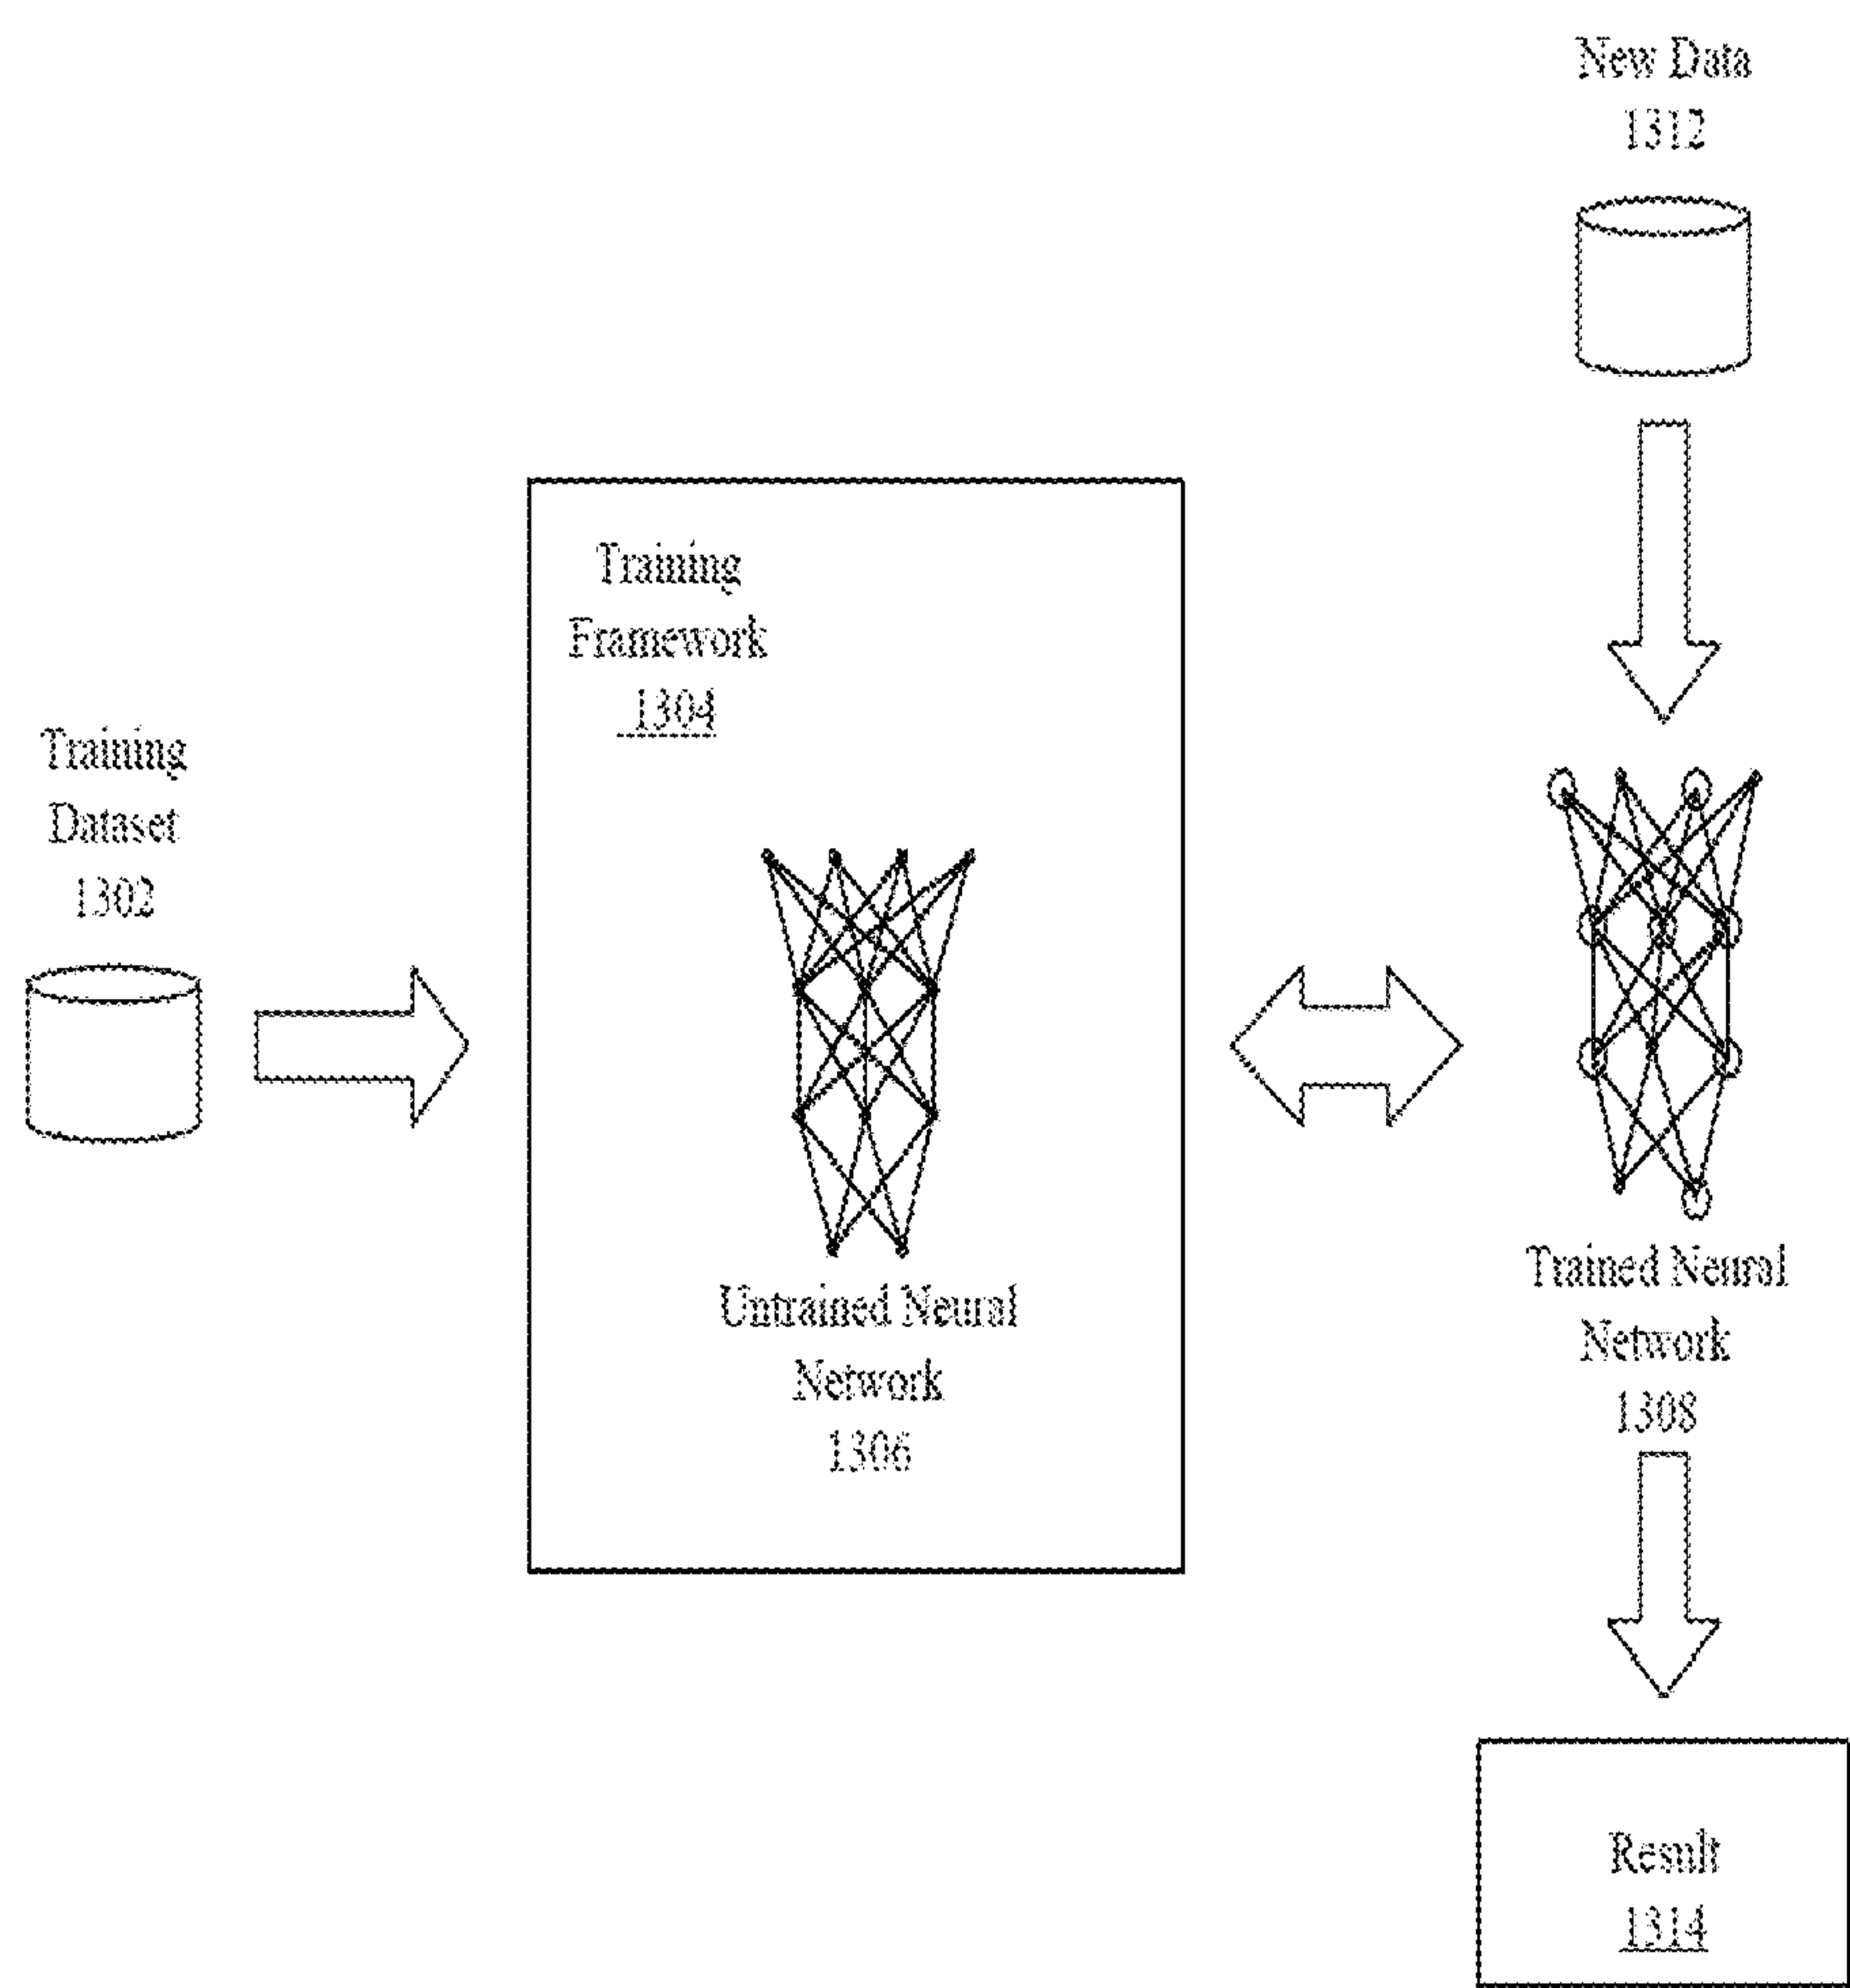 New Data
1312
Training
Framework
1304
Training
Dataset
1302
Untrained Neural
Network
1306
Trained Neural
Network
1308
Result
1314